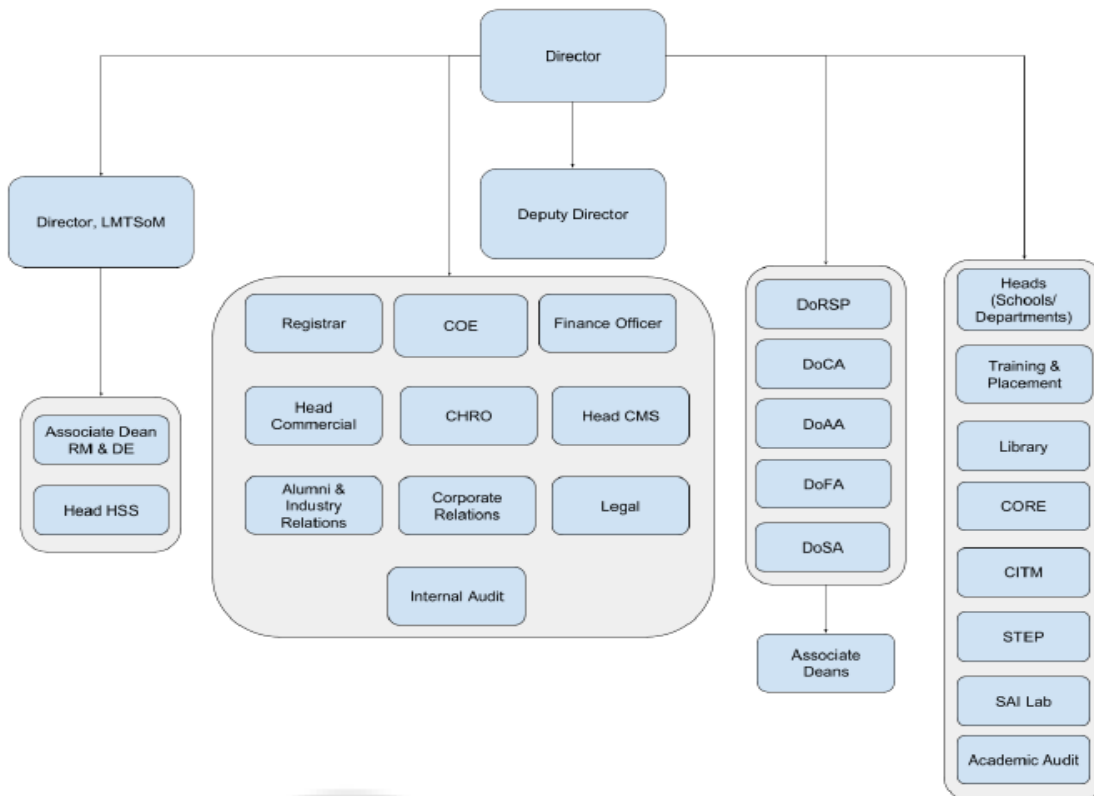 Director
Director, LMTSoM
Deputy Director
Associate Dean
RM & DE
Head HSS
Registrar
COE
Finance Officer
Head
Commercial
CHRO
Head CMS
Alumni &
Industry
Relations
Corporate
Relations
Legal
Internal Audit
DoRSP
DoCA
DoAA
DoFA
DoSA
Associate
Deans
Heads
(Schools/
Departments)
Training &
Placement
Library
CORE
CITM
STEP
SAI Lab
Academic Audit